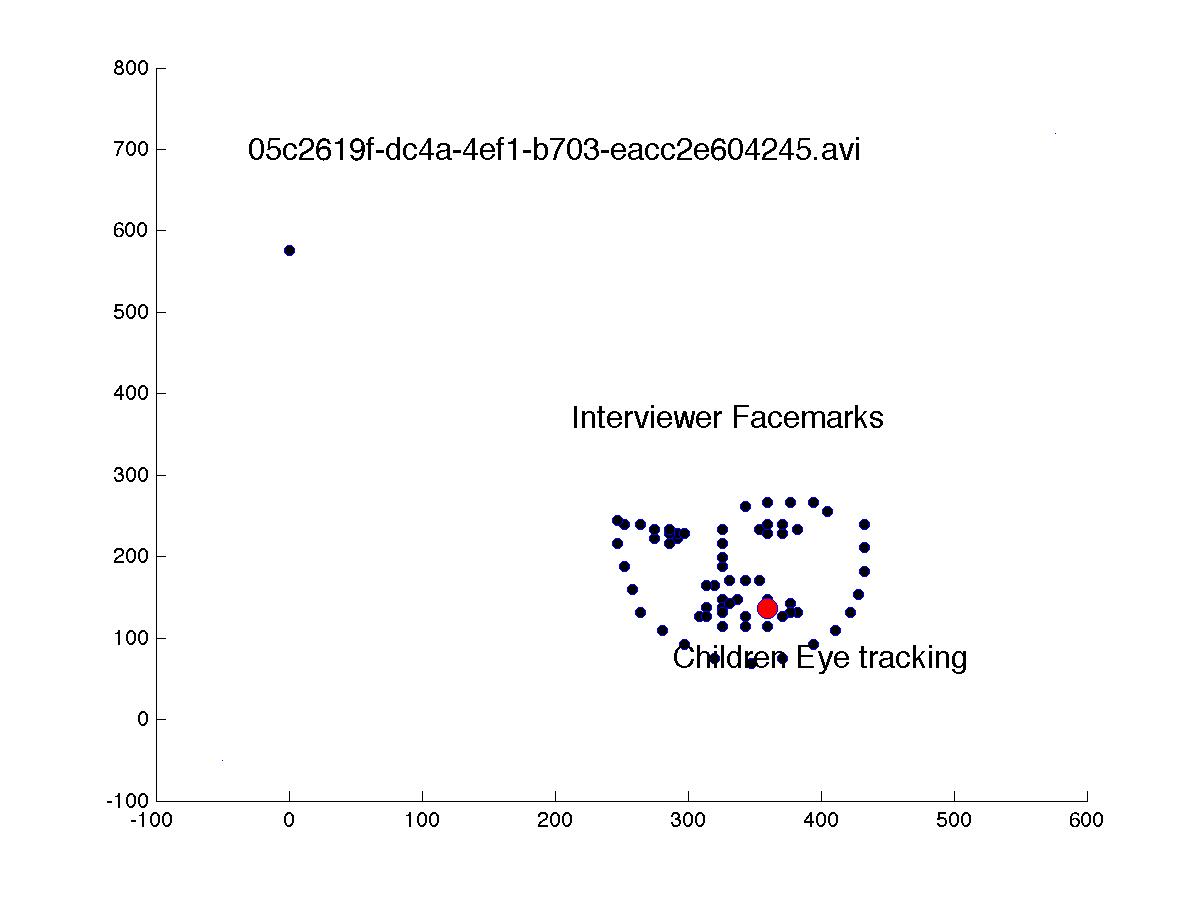 800
700
05c2619f-dc4a-4ef1-b703-eacc2e604245.avi
600
500
400
Interviewer Facemarks
300
200
100
Children Eye tracking
0
-100
-100 0 100 200 300 400 500 600